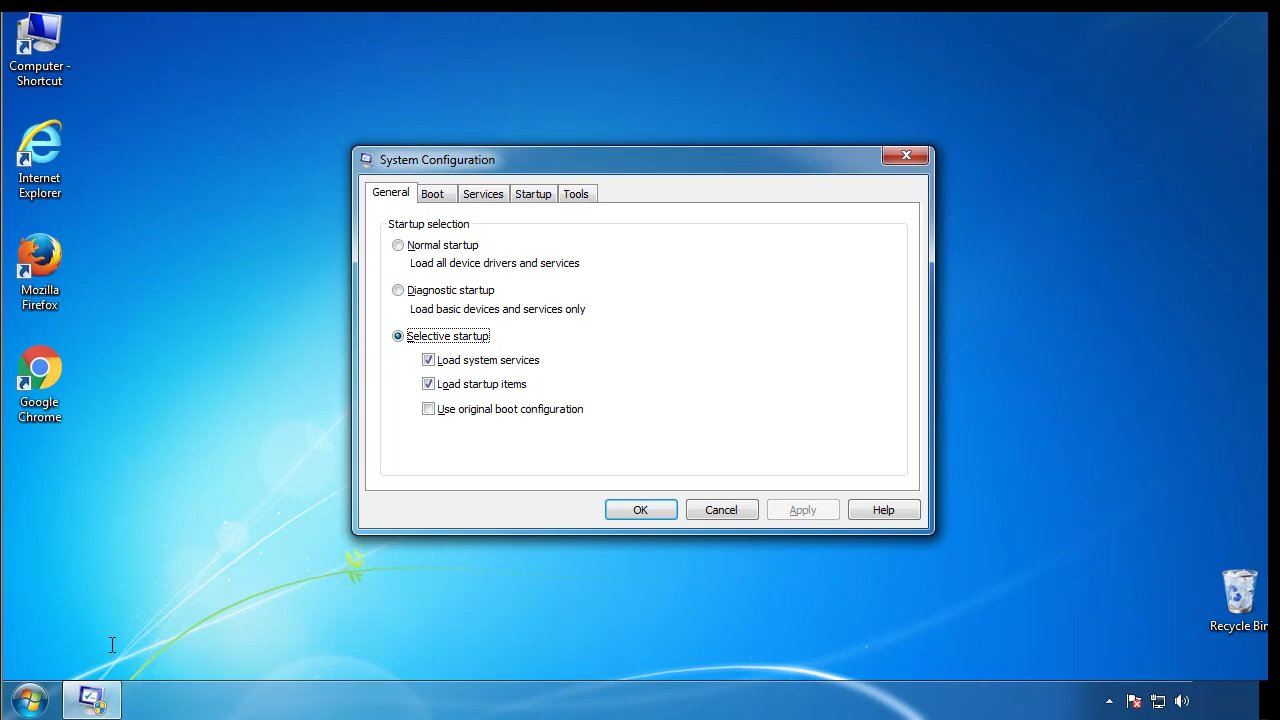 Computer -
Shortcut
Internet
Explorer
Mozilla
Firefox
Google
Chrome
System Configuration
General Boot Services Startup Tools
Startup selection
Normal startup
Load all device drivers and services
Diagnostic startup
Load basic devices and services only
Selective startup
Load system services
Load startup items
Use original boot configuration
OK Cancel Apply Help
Recycle Bin